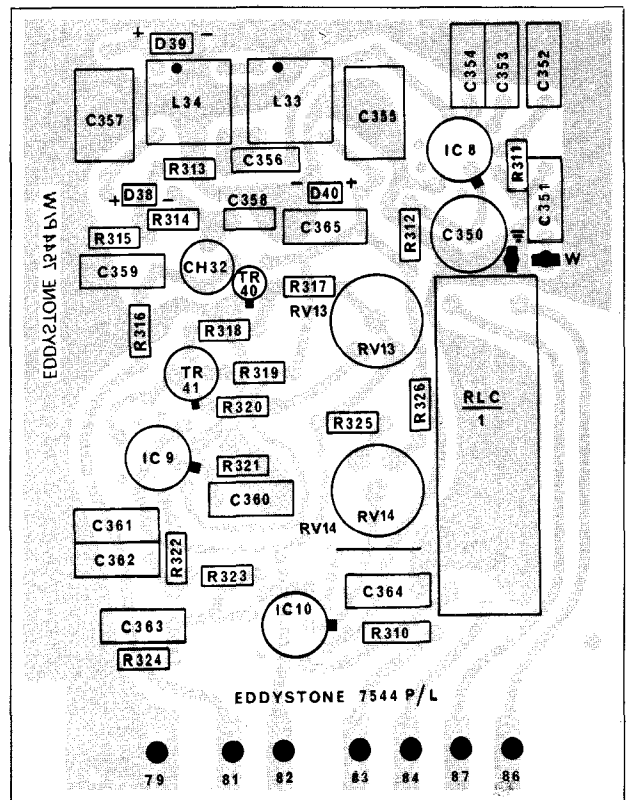 + D39 -
C354
C353
C352
C357
L34
L33
C355
IC 8
R311
R313
C356
C351
+ D38 -
- D40 +
R314
C358
C365
R312
C350
R315
C359
CH32
TR 40
R317
W
RV13
RV13
R316
R318
TR 41
R319
R320
R326
RLC
1
R325
IC 9
R321
C360
RV14
RV14
C361
C362
R322
R323
C364
IC10
C363
R310
R324
EDDYSTONE 7544 P/W
EDDYSTONE 7544 P/L
79 81 82 83 84 87 86